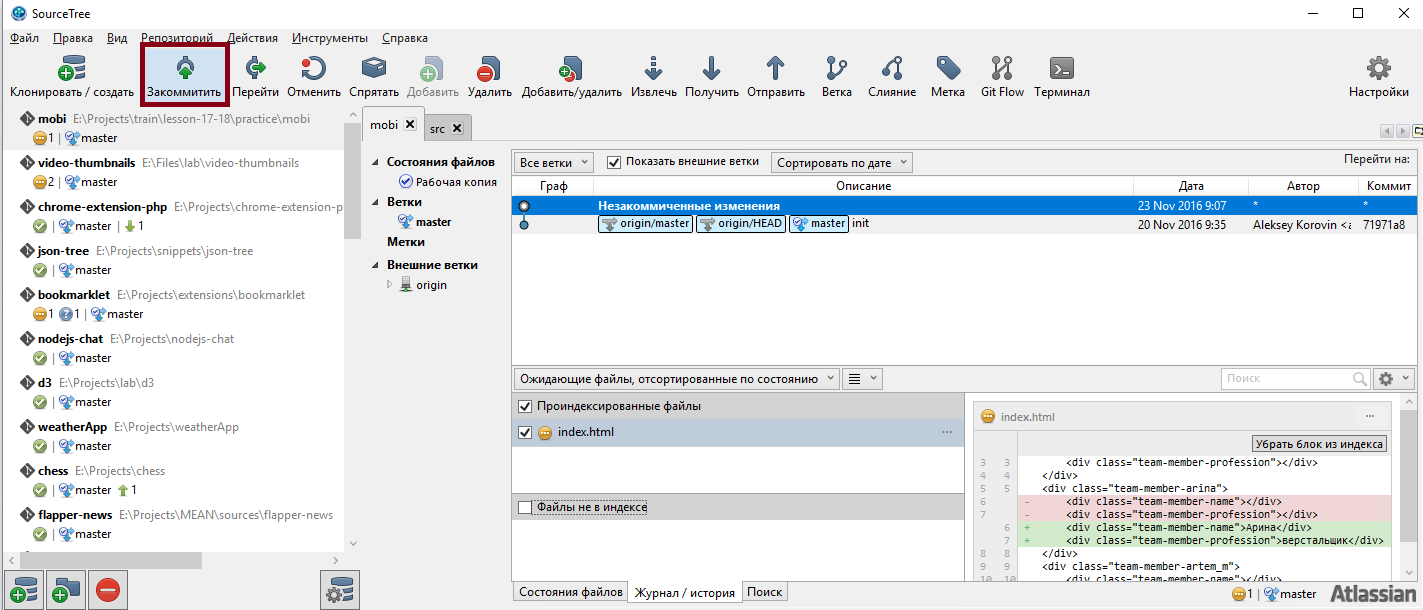 SourceTree
Файл Правка Вид Репозиторий Действия Инструменты Справка
Клонировать / создать Закоммитить Перейти Отменить Спрятать Добавить Удалить Добавить/удалить Извлечь Получить Отправить Ветка Слияние Метка Git Flow Терминал Настройки
mobi E:\Projects\train\lesson-17-18\practice\mobi
1 | master
video-thumbnails E:\Files\lab\video-thumbnails
2 | master
chrome-extension-php E:\Projects\chrome-extension-p
| master | 1
json-tree E:\Projects\snippets\json-tree
| master
bookmarklet E:\Projects\extensions\bookmarklet
1 1 | master
nodejs-chat E:\Projects\nodejs-chat
| master
d3 E:\Projects\lab\d3
| master
weatherApp E:\Projects\weatherApp
| master
chess E:\Projects\chess
| master 1
flapper-news E:\Projects\MEAN\sources\flapper-news
| master
mobi src
Состояния файлов
Рабочая копия
Ветки
master
Метки
Внешние ветки
origin
Все ветки Показать внешние ветки Сортировать по дате Перейти на:
Граф Описание Дата Автор Коммит
Незакоммиченные изменения 23 Nov 2016 9:07 * *
origin/master origin/HEAD master init 20 Nov 2016 9:35 Aleksey Korovin <a 71971a8
Ожидающие файлы, отсортированные по состоянию Поиск
Проиндексированные файлы
index.html ...
Файлы не в индексе
index.html ...
Убрать блок из индекса
3 3 <div class="team-member-profession"></div>
4 4 </div>
5 5 <div class="team-member-arina">
6 - <div class="team-member-name"></div>
7 - <div class="team-member-profession"></div>
6 + <div class="team-member-name">Арина</div>
7 + <div class="team-member-profession">верстальщик</div>
8 8 </div>
9 9 <div class="team-member-artem_m">
10 10 <div class="team-member-name"></div>
Состояния файлов Журнал / история Поиск
1 | master Atlassian